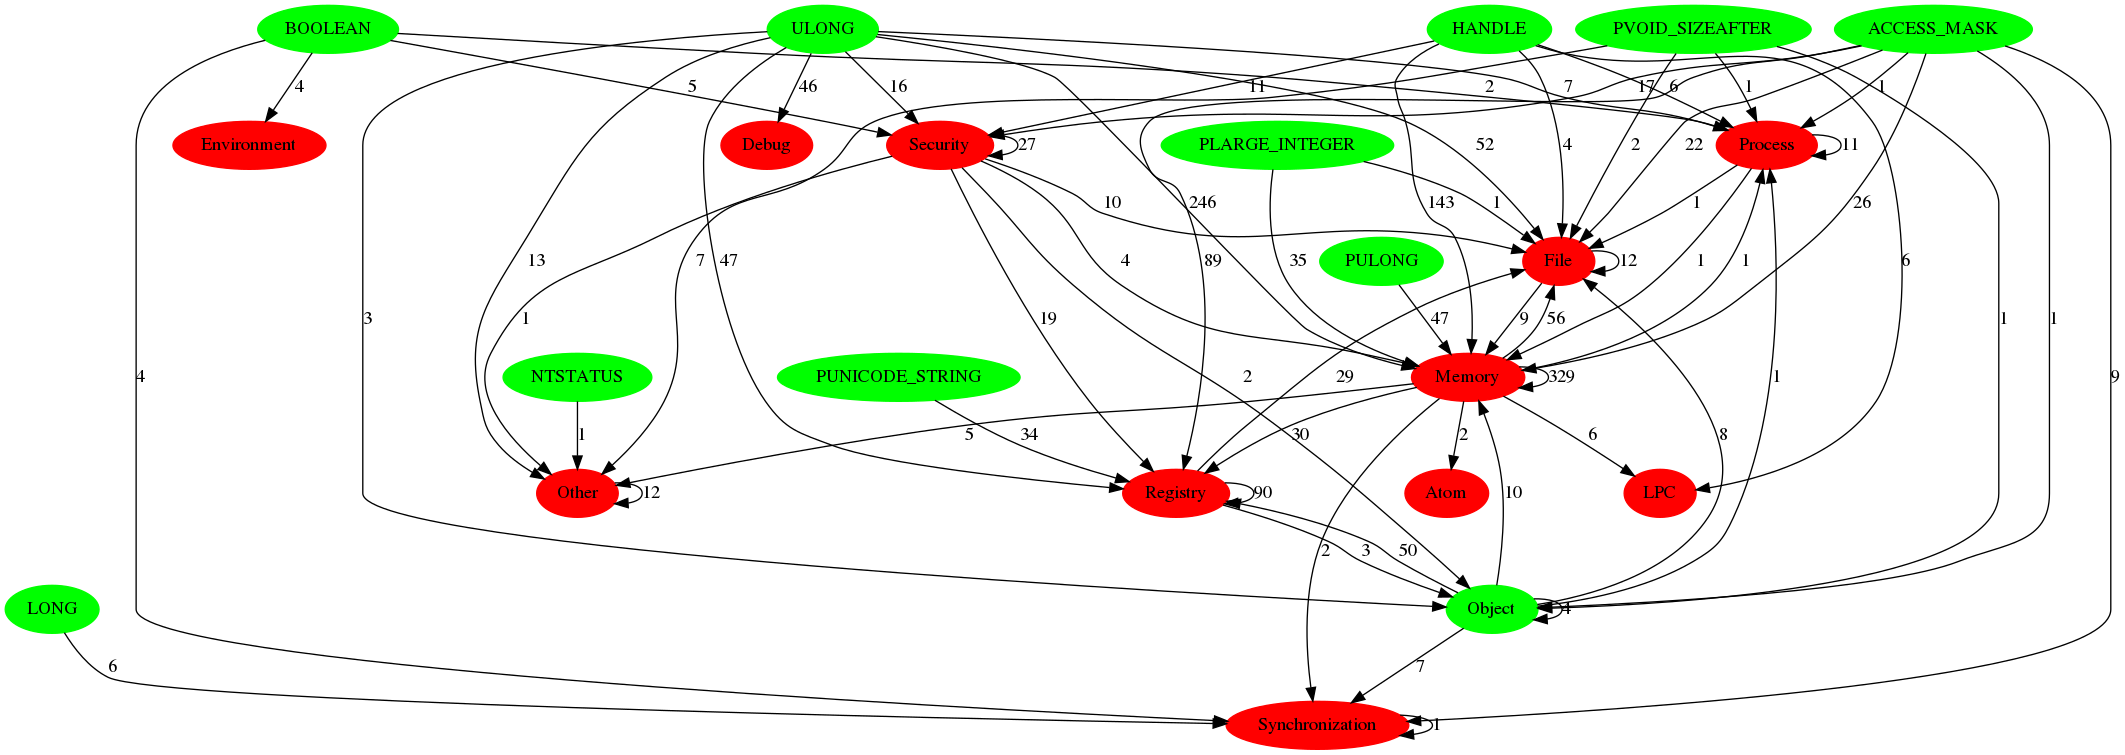 BOOLEAN
ULONG
HANDLE
PVOID_SIZEAFTER
ACCESS_MASK
4
5
46
16
11
2
7
17
6
1
1
Environment
Debug
Security
27
PLARGE_INTEGER
52
4
2
22
Process
11
10
246
143
1
1
26
13
47
7
4
89
35
PULONG
File
12
1
1
6
3
1
19
47
9
56
1
1
4
NTSTATUS
PUNICODE_STRING
2
29
Memory
329
1
9
1
34
5
30
2
6
8
Other
12
Registry
90
Atom
LPC
10
2
3
50
LONG
Object
4
6
7
Synchronization
1